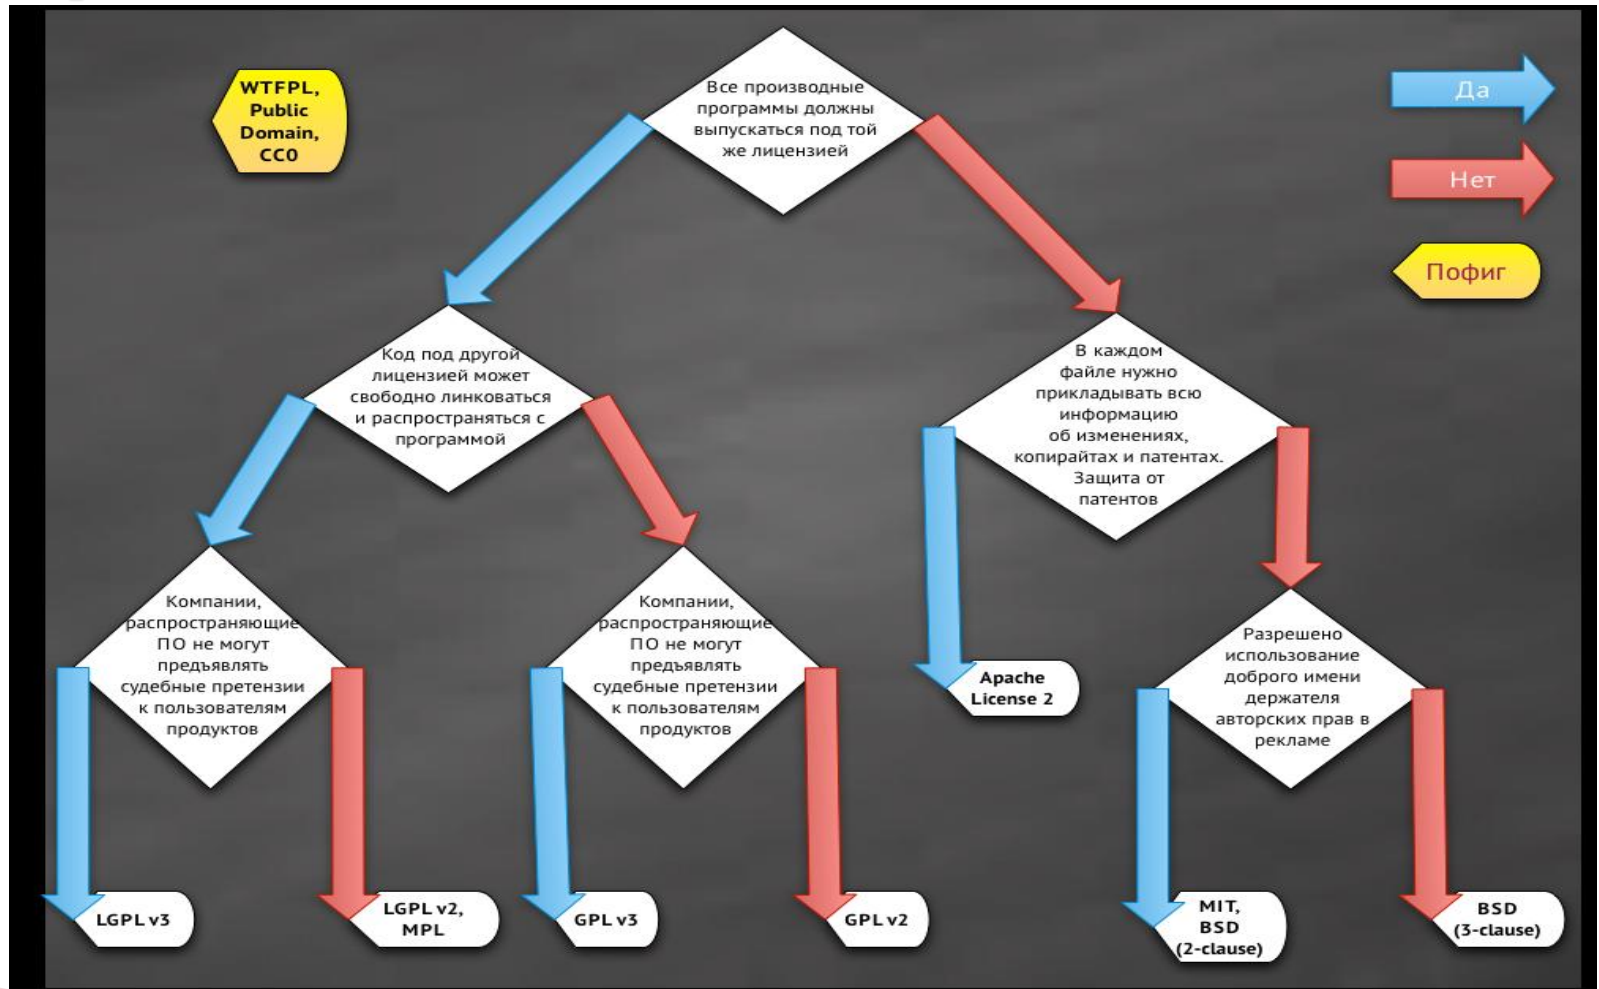 WTFPL,
Public
Domain,
CC0
Все производные
программы должны
выпускаться под той
же лицензией
Да
Нет
Пофиг
Код под другой
лицензией может
свободно линковаться
и распространяться с
программой
В каждом
файле нужно
прикладывать всю
информацию
об изменениях,
копирайтах и патентах.
Защита от
патентов
Компании,
распространяющие
ПО не могут
предъявлять
судебные претензии
к пользователям
продуктов
Компании,
распространяющие
ПО не могут
предъявлять
судебные претензии
к пользователям
продуктов
Apache
License 2
Разрешено
использование
доброго имени
держателя
авторских прав в
рекламе
LGPL v3
LGPL v2,
MPL
GPL v3
GPL v2
MIT,
BSD
(2-clause)
BSD
(3-clause)